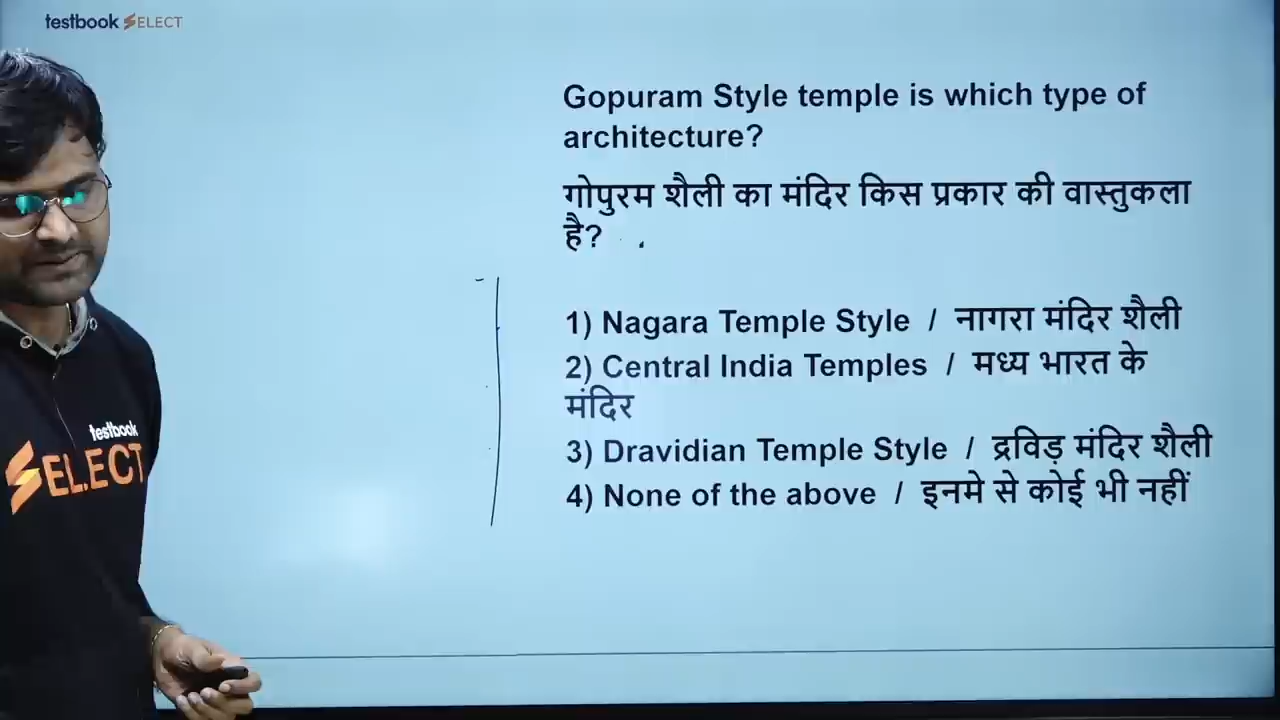 testbook SELECT
Gopuram Style temple is which type of
architecture?
गोपुरम शैली का मंदिर किस प्रकार की वास्तुकला
है?
1) Nagara Temple Style / नागरा मंदिर शैली
2) Central India Temples / मध्य भारत के
मंदिर
3) Dravidian Temple Style / द्रविड़ मंदिर शैली
4) None of the above / इनमे से कोई भी नहीं
testbook
SELECT